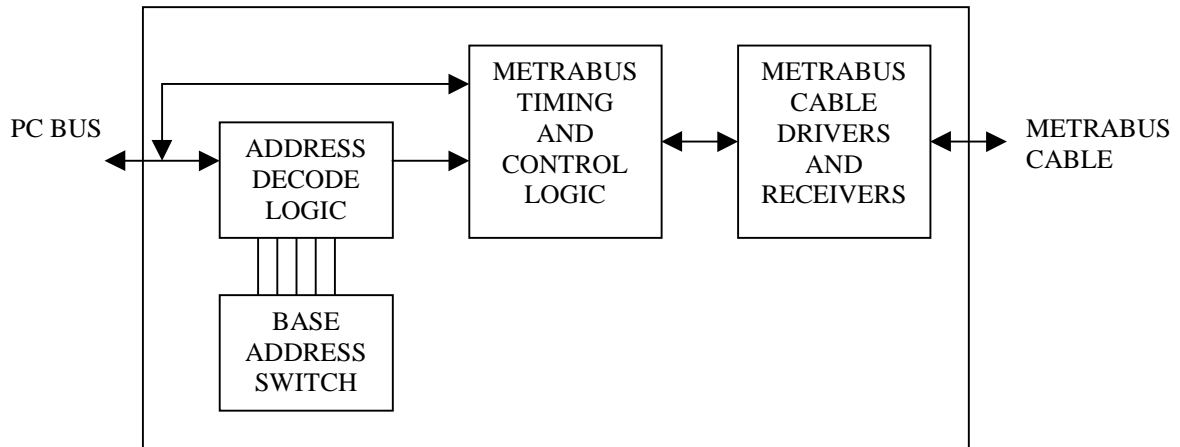 PC BUS
ADDRESS
DECODE
LOGIC
BASE
ADDRESS
SWITCH
METRABUS
TIMING
AND
CONTROL
LOGIC
METRABUS
CABLE
DRIVERS
AND
RECEIVERS
METRABUS
CABLE